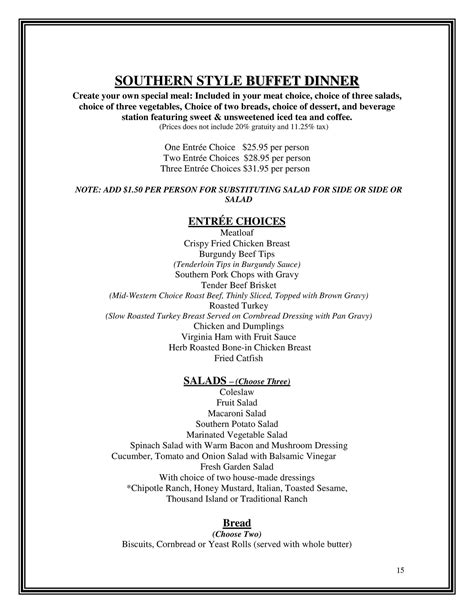 SOUTHERN STYLE BUFFET DINNER
Create your own special meal: Included in your meat choice, choice of three salads,
choice of three vegetables, Choice of two breads, choice of dessert, and beverage
station featuring sweet & unsweetened iced tea and coffee.
(Prices does not include 20% gratuity and 11.25% tax)
One Entrée Choice $25.95 per person
Two Entrée Choices $28.95 per person
Three Entrée Choices $31.95 per person
NOTE: ADD $1.50 PER PERSON FOR SUBSTITUTING SALAD FOR SIDE OR SIDE OR
SALAD
ENTRÉE CHOICES
Meatloaf
Crispy Fried Chicken Breast
Burgundy Beef Tips
(Tenderloin Tips in Burgundy Sauce)
Southern Pork Chops with Gravy
Tender Beef Brisket
(Mid-Western Choice Roast Beef, Thinly Sliced, Topped with Brown Gravy)
Roasted Turkey
(Slow Roasted Turkey Breast Served on Cornbread Dressing with Pan Gravy)
Chicken and Dumplings
Virginia Ham with Fruit Sauce
Herb Roasted Bone-in Chicken Breast
Fried Catfish
SALADS – (Choose Three)
Coleslaw
Fruit Salad
Macaroni Salad
Southern Potato Salad
Marinated Vegetable Salad
Spinach Salad with Warm Bacon and Mushroom Dressing
Cucumber, Tomato and Onion Salad with Balsamic Vinegar
Fresh Garden Salad
With choice of two house-made dressings
*Chipotle Ranch, Honey Mustard, Italian, Toasted Sesame,
Thousand Island or Traditional Ranch
Bread
(Choose Two)
Biscuits, Cornbread or Yeast Rolls (served with whole butter)
15